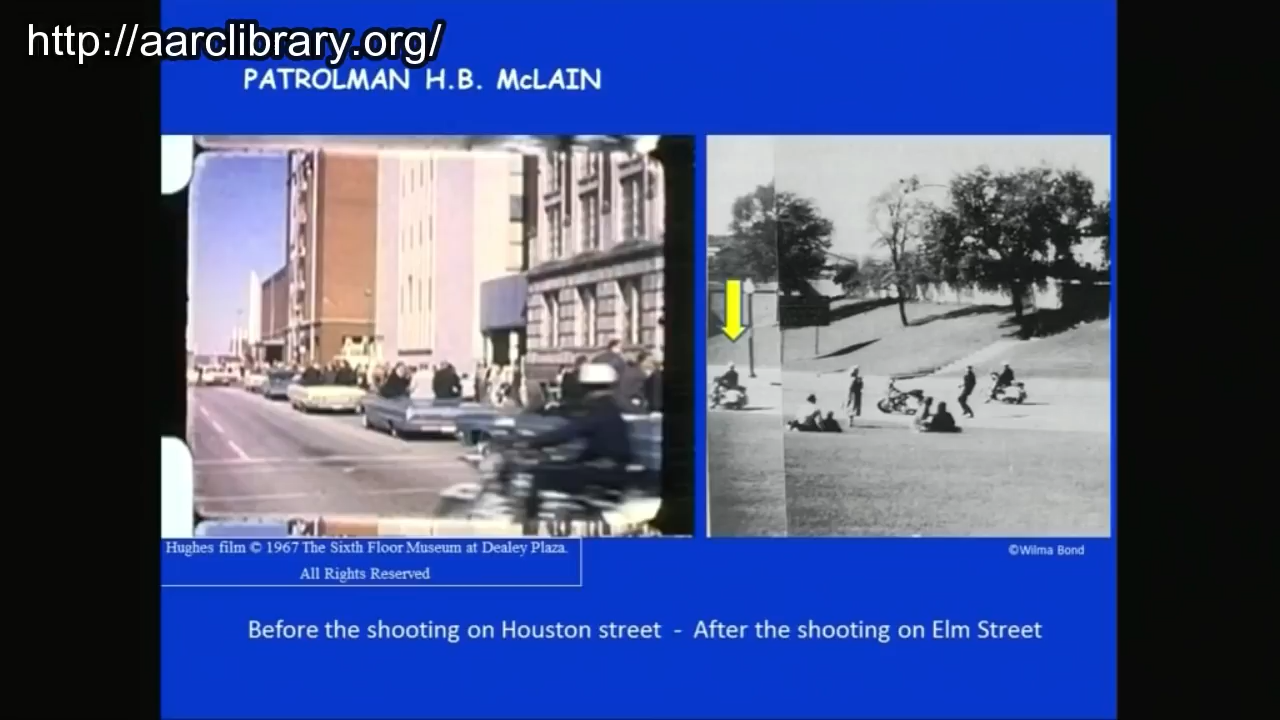 http://aarclibrary.org/
PATROLMAN H.B. McLAIN
Hughes film © 1967 The Sixth Floor Museum at Dealey Plaza.
All Rights Reserved
©Wilma Bond
Before the shooting on Houston street - After the shooting on Elm Street